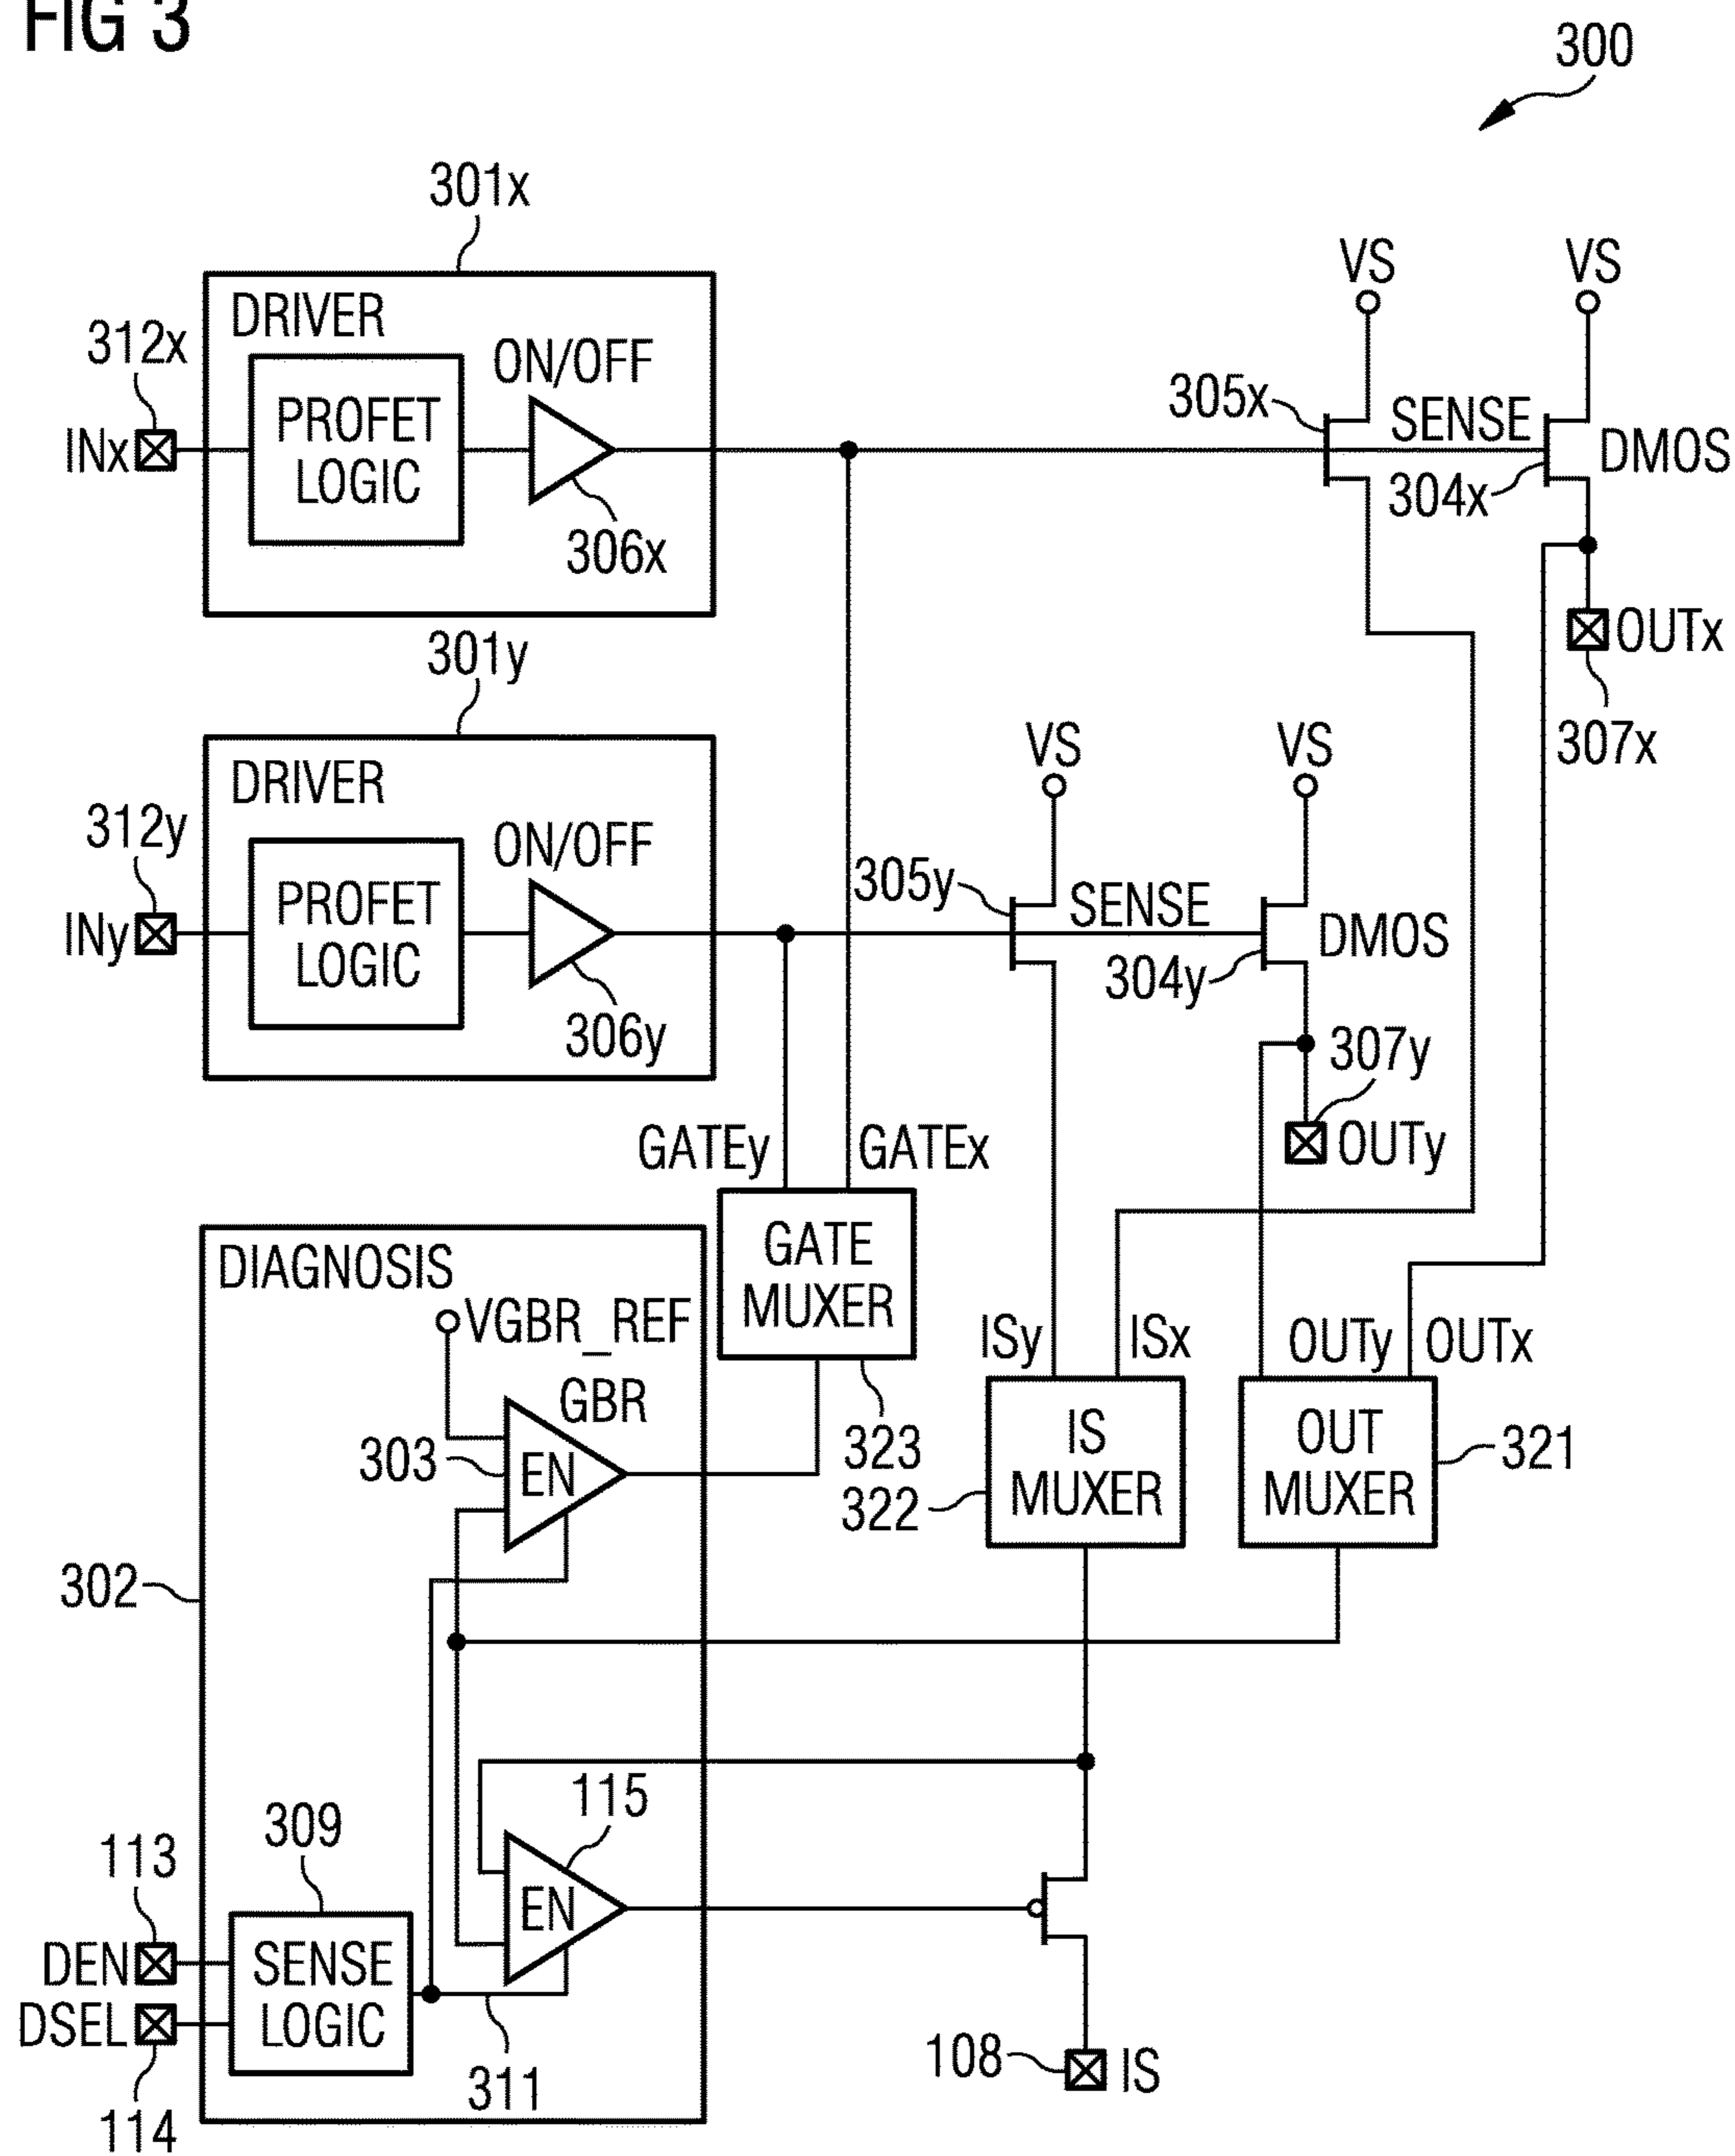 FIG 3
300
301x
VS
VS
DRIVER
312x
ON/OFF
305x
SENSE
INx
PROFET
LOGIC
DMOS
304x
306x
OUTx
301y
307x
VS
VS
DRIVER
312y
ON/OFF
305y
SENSE
INy
PROFET
LOGIC
DMOS
304y
306y
307y
GATEy
GATEx
OUTy
DIAGNOSIS
GATE
MUXER
VGBR_REF
ISy
ISx
OUTy
OUTx
GBR
303
EN
323
322
IS
MUXER
OUT
MUXER
321
302
115
309
113
EN
DEN
SENSE
LOGIC
DSEL
311
108
IS
114